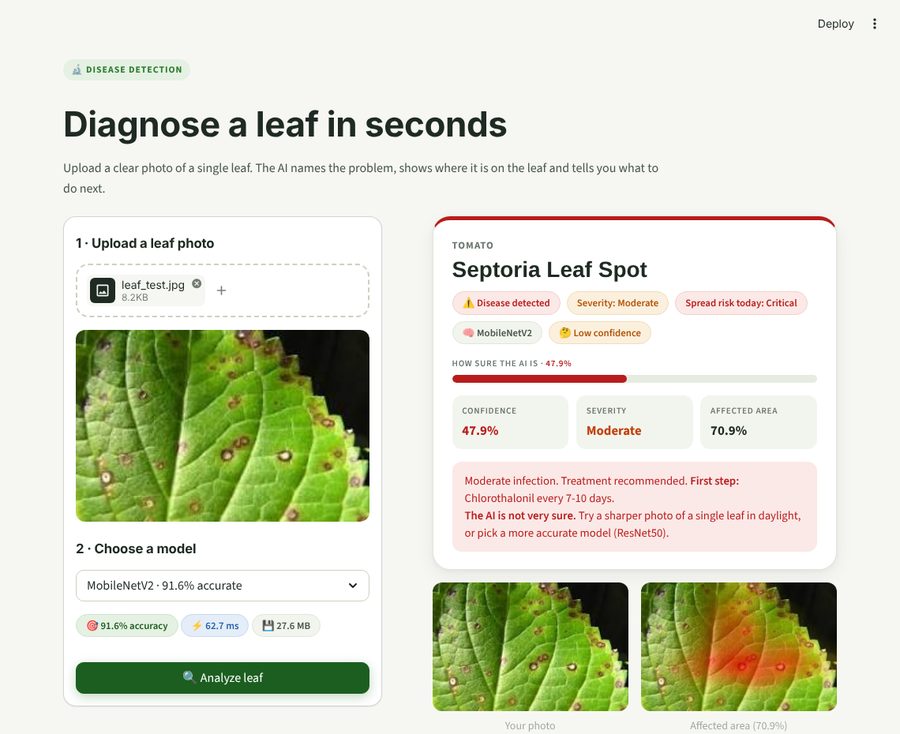 Deploy
🔬 DISEASE DETECTION
Diagnose a leaf in seconds
Upload a clear photo of a single leaf. The AI names the problem, shows where it is on the leaf and tells you what to
do next.
1 · Upload a leaf photo
leaf_test.jpg
8.2KB
2 · Choose a model
MobileNetV2 · 91.6% accurate
🎯 91.6% accuracy ⚡ 62.7 ms 💾 27.6 MB
🔍 Analyze leaf
TOMATO
Septoria Leaf Spot
⚠️ Disease detected Severity: Moderate Spread risk today: Critical
🧠 MobileNetV2 🤔 Low confidence
HOW SURE THE AI IS · 47.9%
CONFIDENCE SEVERITY AFFECTED AREA
47.9% Moderate 70.9%
Moderate infection. Treatment recommended. First step:
Chlorothalonil every 7-10 days.
The AI is not very sure. Try a sharper photo of a single leaf in daylight,
or pick a more accurate model (ResNet50).
Your photo Affected area (70.9%)